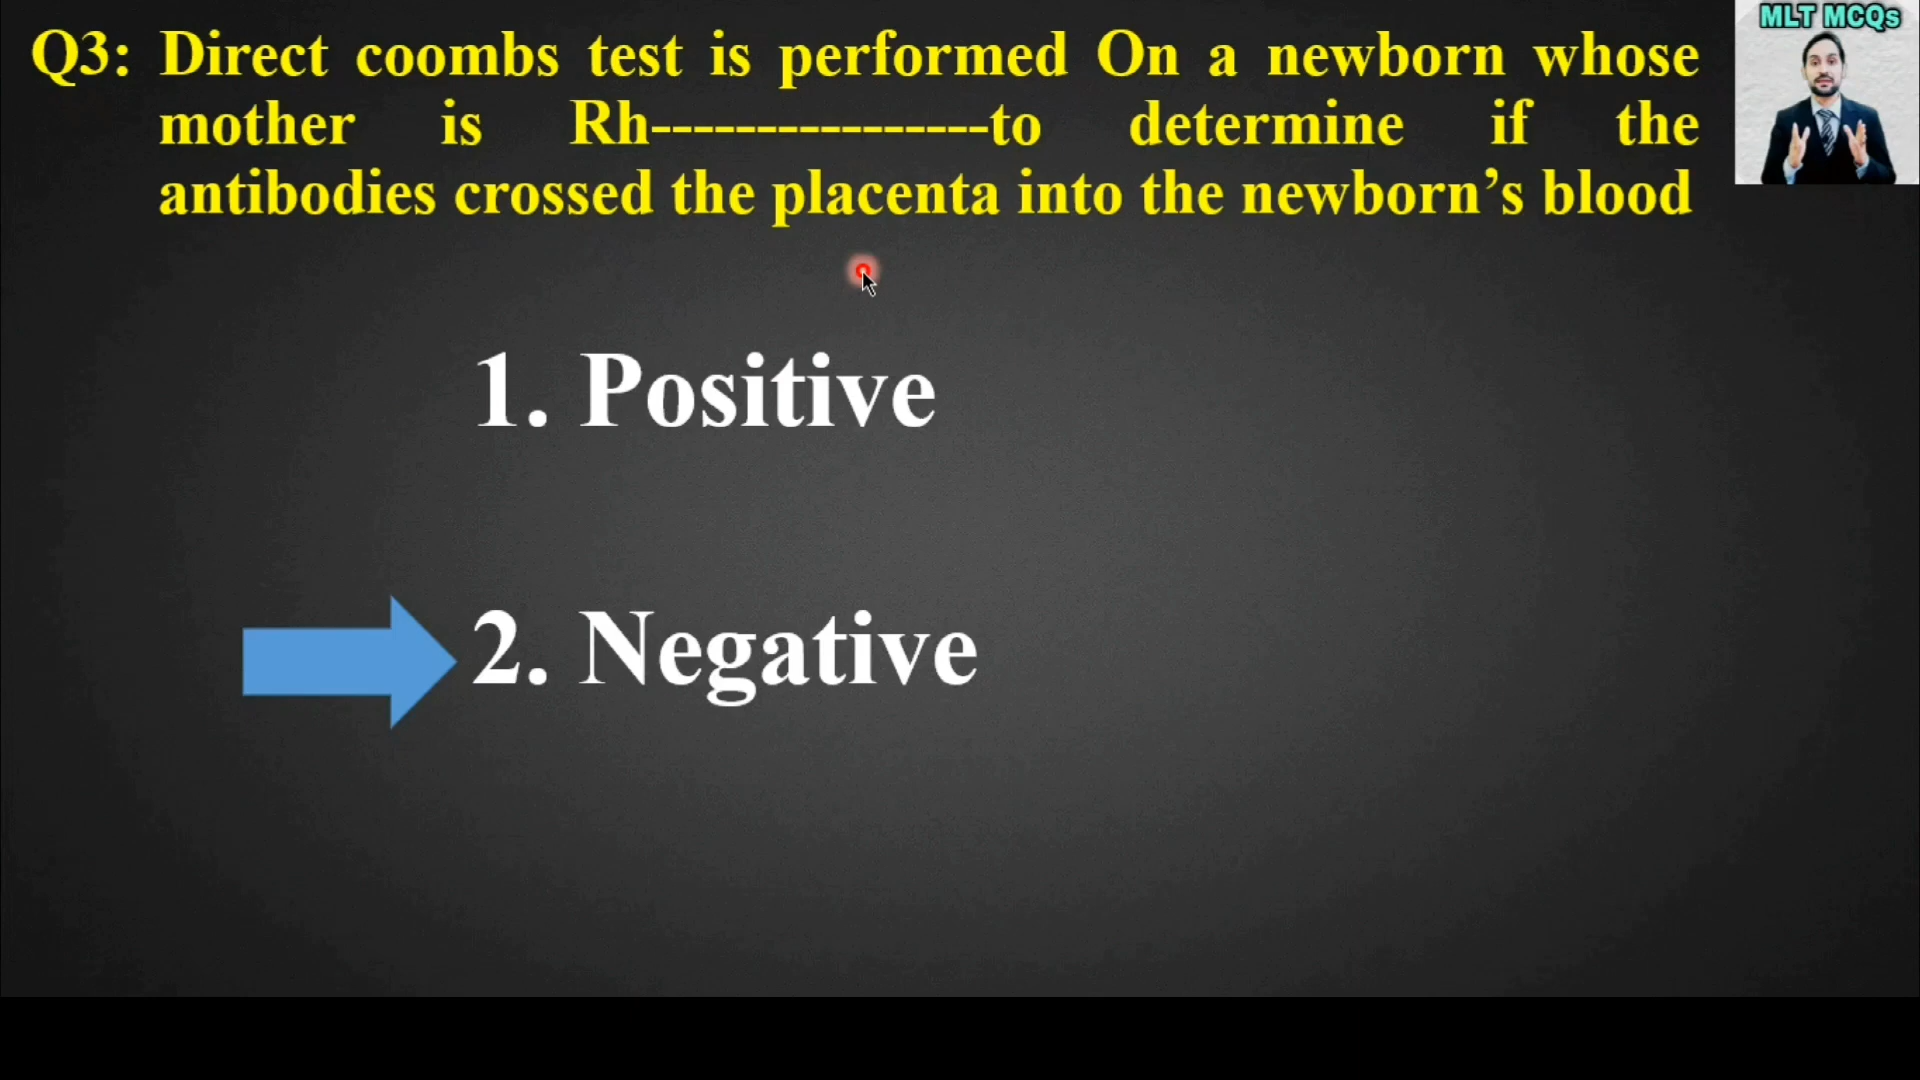 MLT MCQs
Q3: Direct coombs test is performed On a newborn whose
mother is Rh----------------to determine if the
antibodies crossed the placenta into the newborn’s blood
1. Positive
2. Negative